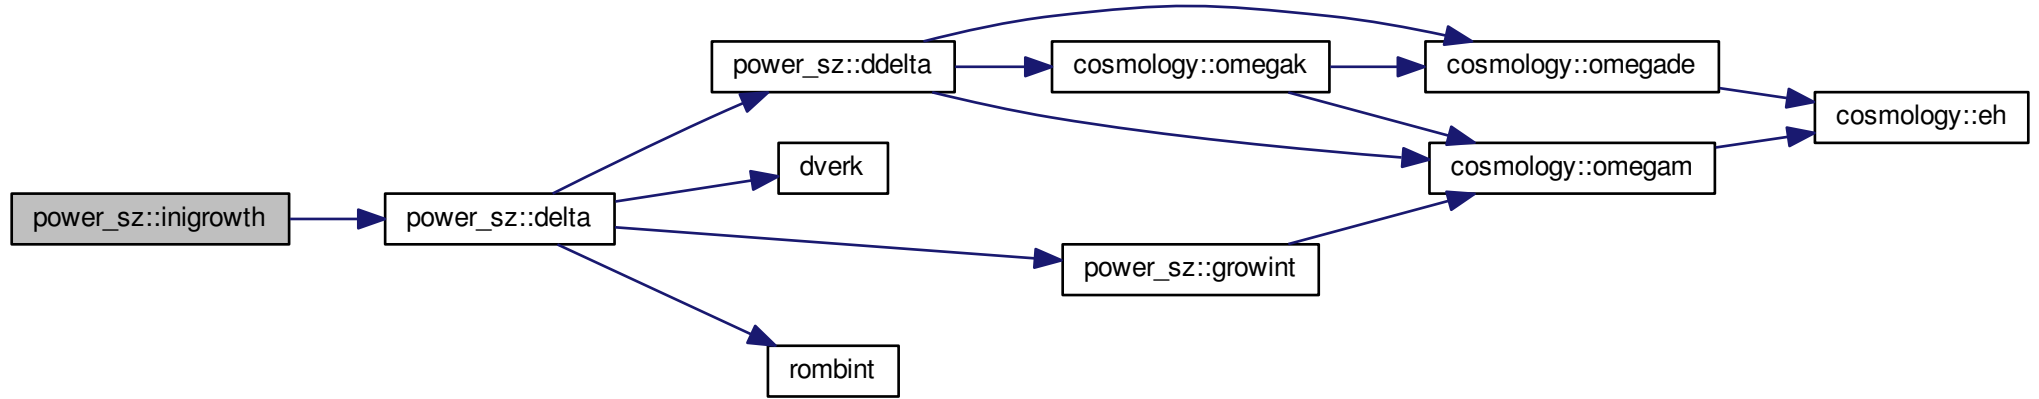 power_sz::inigrowth
power_sz::delta
power_sz::ddelta
dverk
power_sz::growint
rombint
cosmology::omegak
cosmology::omegade
cosmology::omegam
cosmology::eh